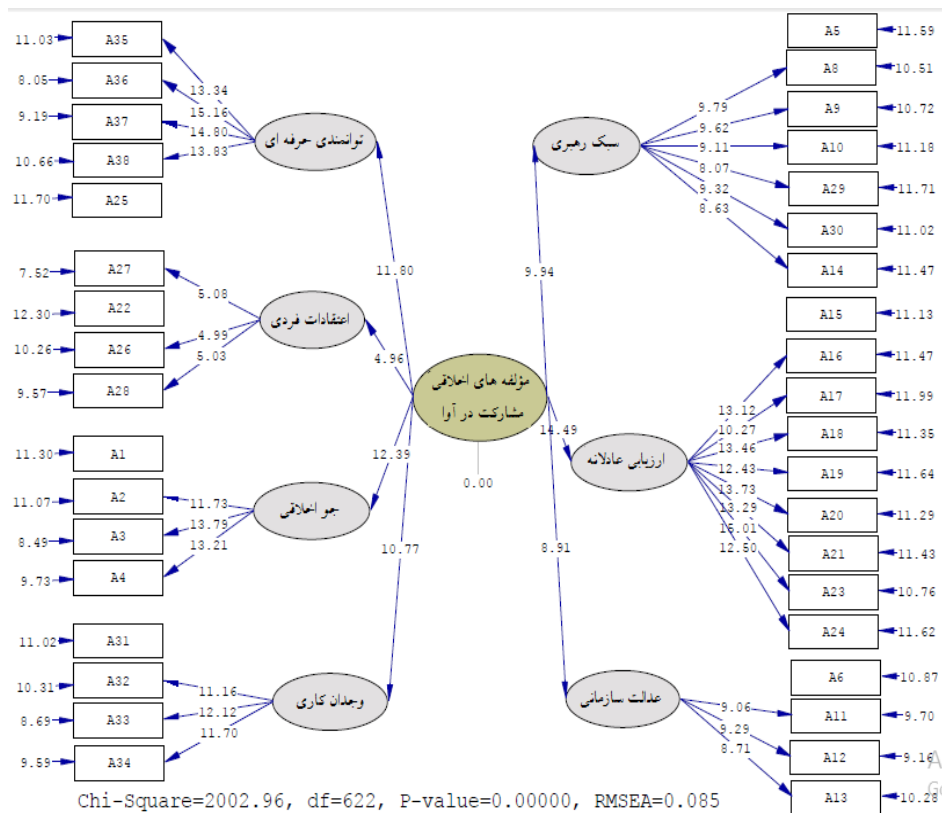 11.03 A35
8.05 A36
9.19 A37
10.66 A38
11.70 A25
13.34
15.16
14.80
13.83
توانمندی حرفه ای
11.80
7.52 A27
12.30 A22
10.26 A26
9.57 A28
5.08
4.99
5.03
اعتقادات فردی
4.96
11.30 A1
11.07 A2
8.49 A3
9.73 A4
11.73
13.79
13.21
جو اخلاقی
12.39
11.02 A31
10.31 A32
8.69 A33
9.59 A34
11.16
12.12
11.70
وجدان کاری
10.77
مؤلفه های اخلاقی
مشارکت در آوا
0.00
9.94
سبک رهبری
9.79
9.62
9.11
8.07
9.32
8.63
A5 11.59
A8 10.51
A9 10.72
A10 11.18
A29 11.71
A30 11.02
A14 11.47
14.49
ارزیابی عادلانه
13.12
10.27
13.46
12.43
13.73
13.29
15.01
12.50
A15 11.13
A16 11.47
A17 11.99
A18 11.35
A19 11.64
A20 11.29
A21 11.43
A23 10.76
A24 11.62
8.91
عدالت سازمانی
9.06
9.29
8.71
A6 10.87
A11 9.70
A12 9.16
A13 10.28
Chi-Square=2002.96, df=622, P-value=0.00000, RMSEA=0.085